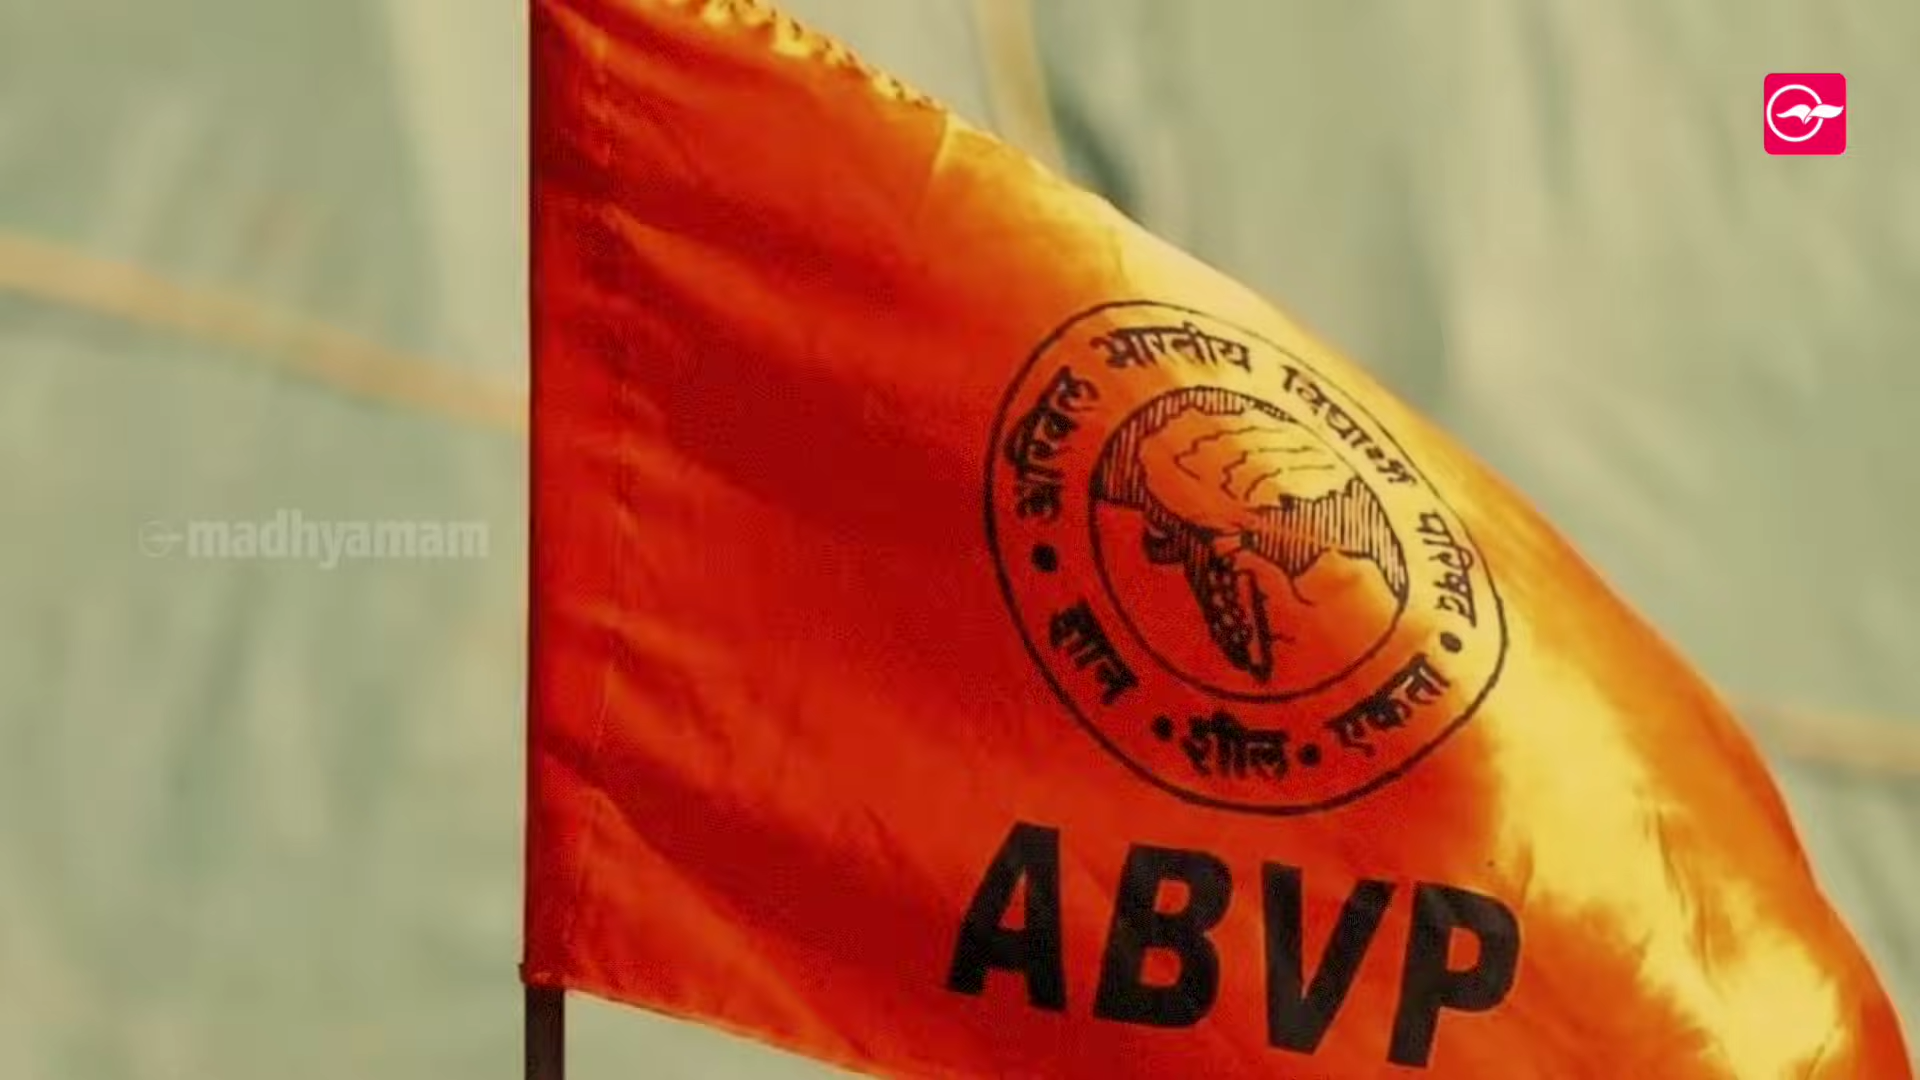 अखिल भारतीय विद्यार्थी परिषद
ज्ञान • शील • एकता
ABVP
madhyamam